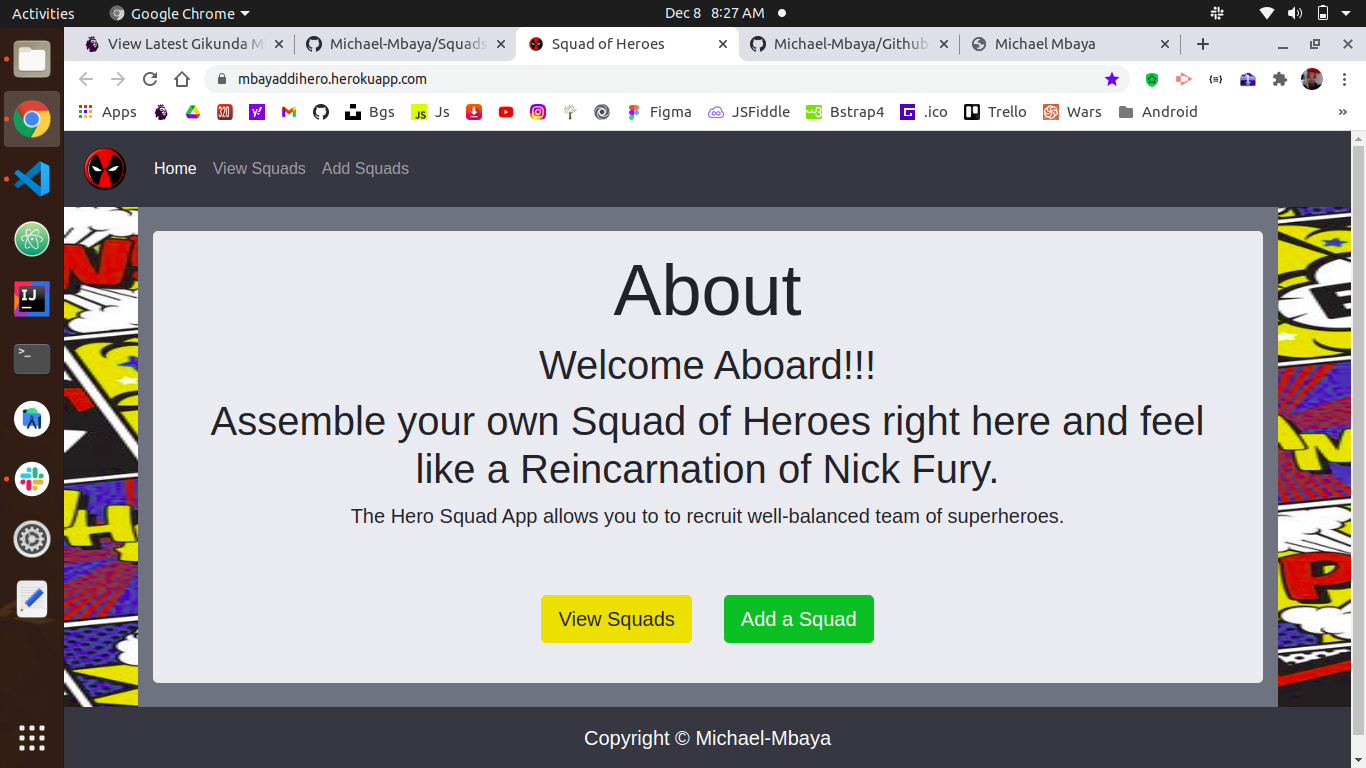 Activities
Google Chrome
Dec 8 8:27 AM
View Latest Gikunda M
Michael-Mbaya/Squads
Squad of Heroes
Michael-Mbaya/Github
Michael Mbaya
mbayaddihero.herokuapp.com
Apps
320
Bgs
JS
Js
Figma
JSFiddle
Bstrap4
.ico
Trello
Wars
Android
»
Home
View Squads
Add Squads
About
Welcome Aboard!!!
Assemble your own Squad of Heroes right here and feel
like a Reincarnation of Nick Fury.
The Hero Squad App allows you to to recruit well-balanced team of superheroes.
View Squads
Add a Squad
Copyright © Michael-Mbaya
IJ
>_